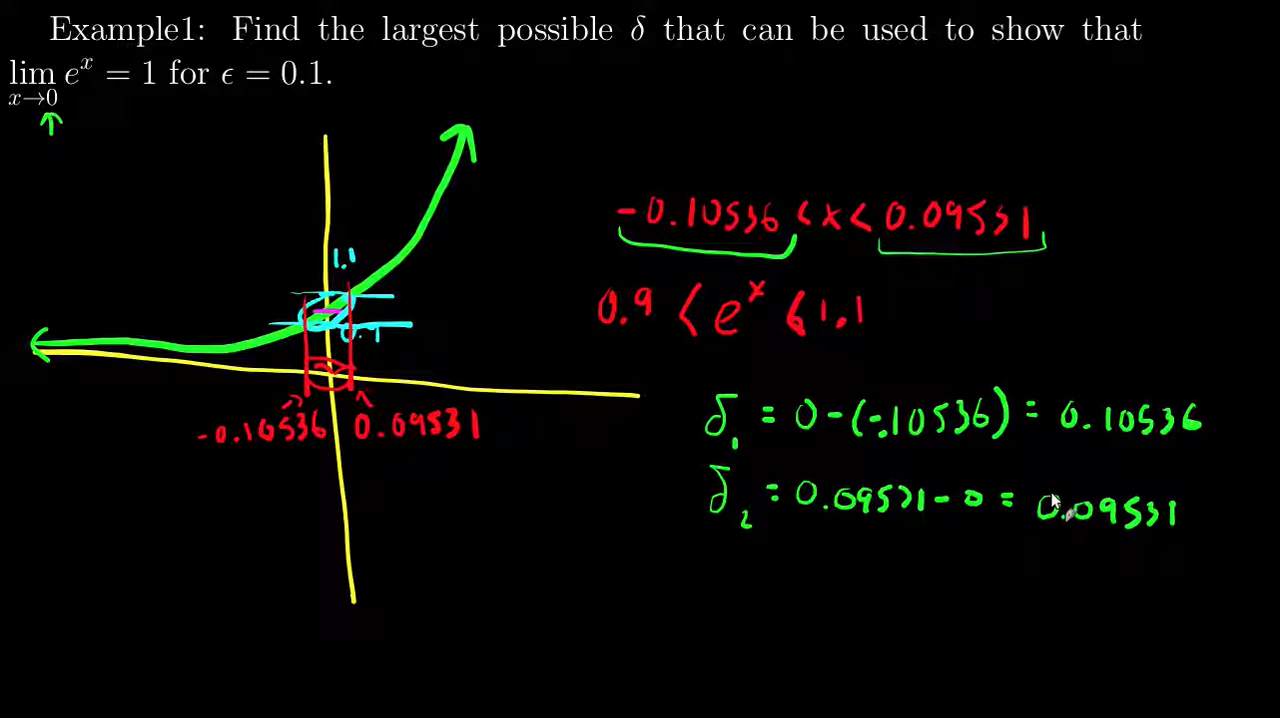 Example1: Find the largest possible δ that can be used to show that
lim x→0 e^x = 1 for ϵ = 0.1.
-0.10536 < x < 0.09531
1.1
0.9 < e^x < 1.1
0.9
-0.10536 0.09531
δ1 = 0-(-.10536) = 0.10536
δ2 = 0.09531-0 = 0.09531